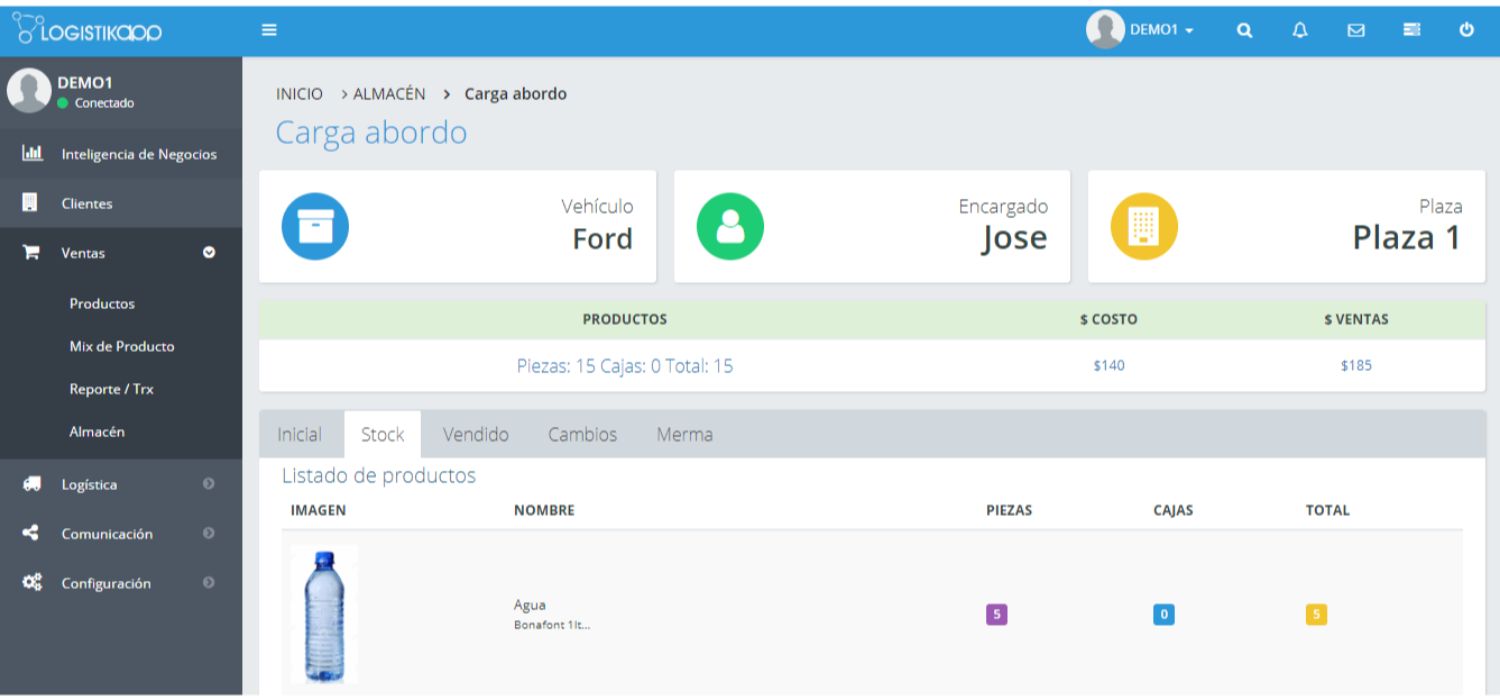 LOGISTIKAPP
DEMO1
DEMO1
Conectado
Inteligencia de Negocios
Clientes
Ventas
Productos
Mix de Producto
Reporte / Trx
Almacén
Logística
Comunicación
Configuración
INICIO > ALMACÉN > Carga abordo
Carga abordo
Vehículo
Ford
Encargado
Jose
Plaza
Plaza 1
PRODUCTOS $ COSTO $ VENTAS
Piezas: 15 Cajas: 0 Total: 15 $140 $185
Inicial Stock Vendido Cambios Merma
Listado de productos
IMAGEN NOMBRE PIEZAS CAJAS TOTAL
Agua
Bonafont 1lt...
5 0 5